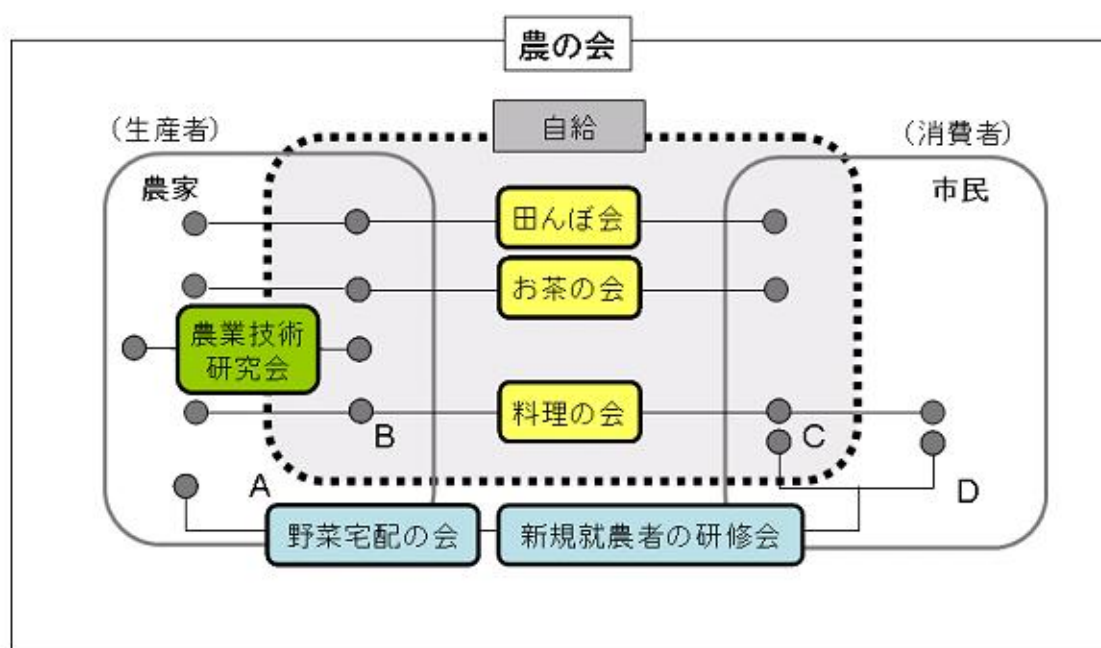 農の会
自給
（生産者）
（消費者）
農家
市民
田んぼ会
お茶の会
農業技術
研究会
料理の会
B
C
A
D
野菜宅配の会
新規就農者の研修会